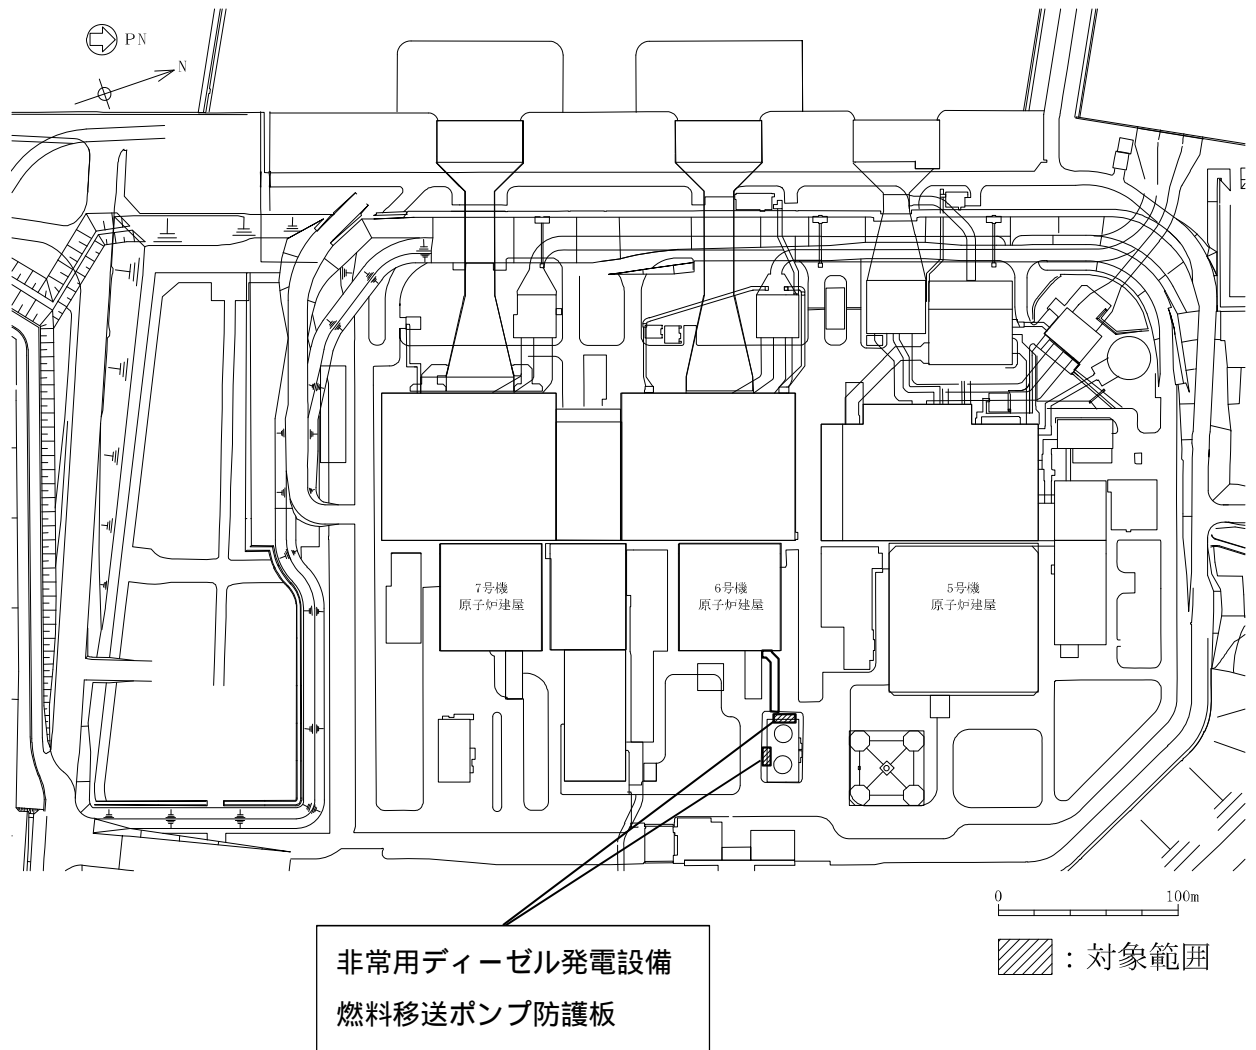 PN
N
7号機
原子炉建屋
6号機
原子炉建屋
5号機
原子炉建屋
0 100m
：対象範囲
非常用ディーゼル発電設備
燃料移送ポンプ防護板